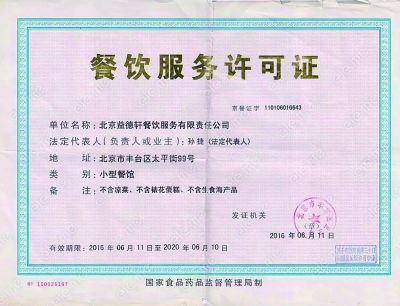 餐饮服务许可证
京餐证字 110106016643
单位名称：北京益德轩餐饮服务有限责任公司
法定代表人（负责人或业主）：孙捷（法定代表人）
地址：北京市丰台区太平街99号
类别：小型餐馆
备注：不含凉菜、不含裱花蛋糕、不含生食海产品
发证机关
2016 年 06 月 11 日
有效期限：2016 年 06 月 11 日至 2020 年 06 月 10 日
国家食品药品监督管理局制